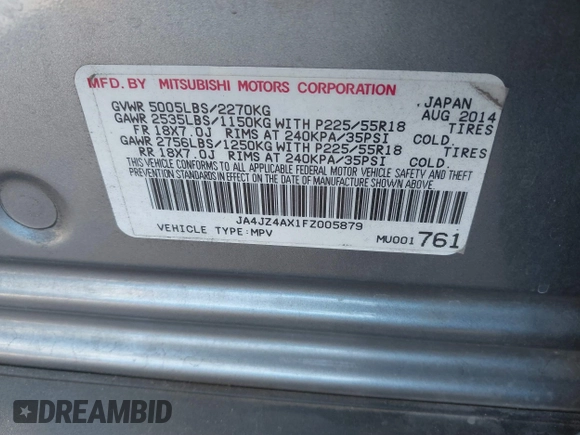 MFD. BY MITSUBISHI MOTORS CORPORATION
JAPAN
GVWR 5005LBS/2270KG AUG 2014
GAWR 2535LBS/1150KG WITH P225/55R18 TIRES
FR 18X7.0J RIMS AT 240KPA/35PSI COLD.
GAWR 2756LBS/1250KG WITH P225/55R18 TIRES
RR 18X7.0J RIMS AT 240KPA/35PSI COLD.
THIS VEHICLE CONFORMS TO ALL APPLICABLE FEDERAL MOTOR VEHICLE SAFETY AND THEFT
PREVENTION STANDARDS IN EFFECT ON THE DATE OF MANUFACTURE SHOWN ABOVE.
JA4JZ4AX1FZ005879
VEHICLE TYPE:MPV MU001 761
DREAMBID